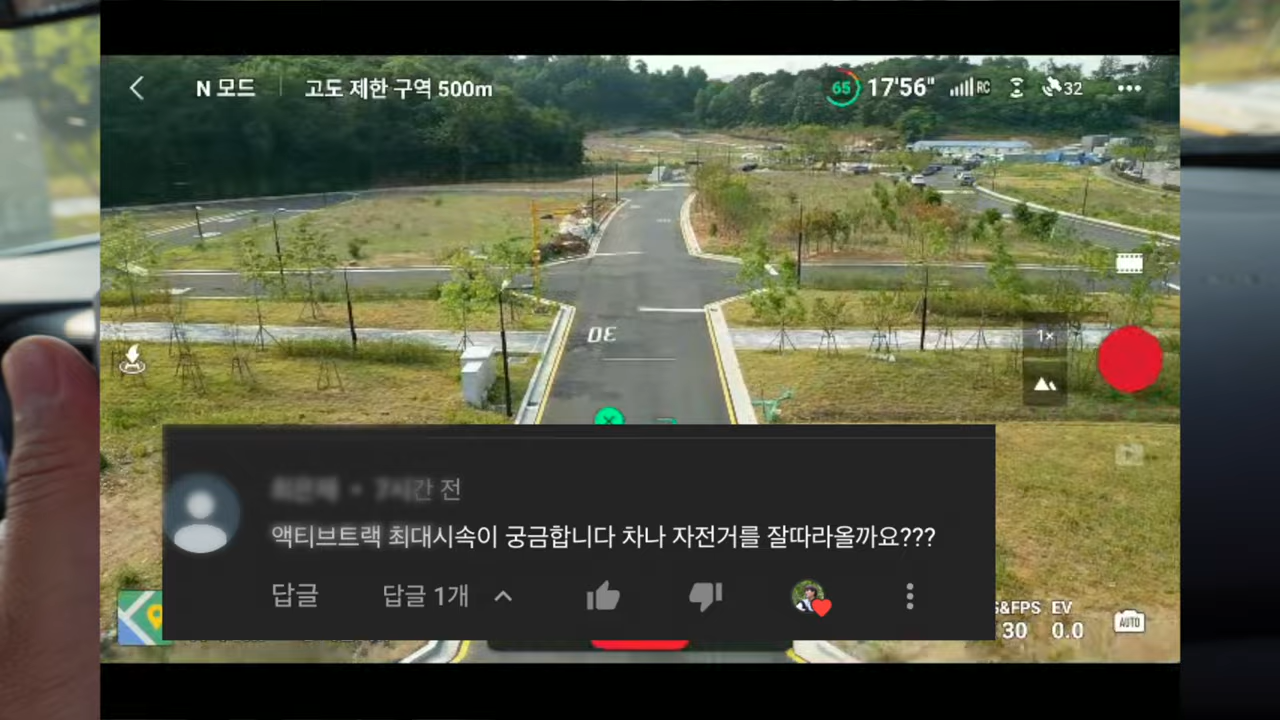 N 모드
고도 제한 구역 500m
65
17'56"
RC
32
30
1x
전
액티브트랙 최대시속이 궁금합니다 차나 자전거를 잘따라올까요???
답글
답글 1개
S&FPS EV
30 0.0
AUTO